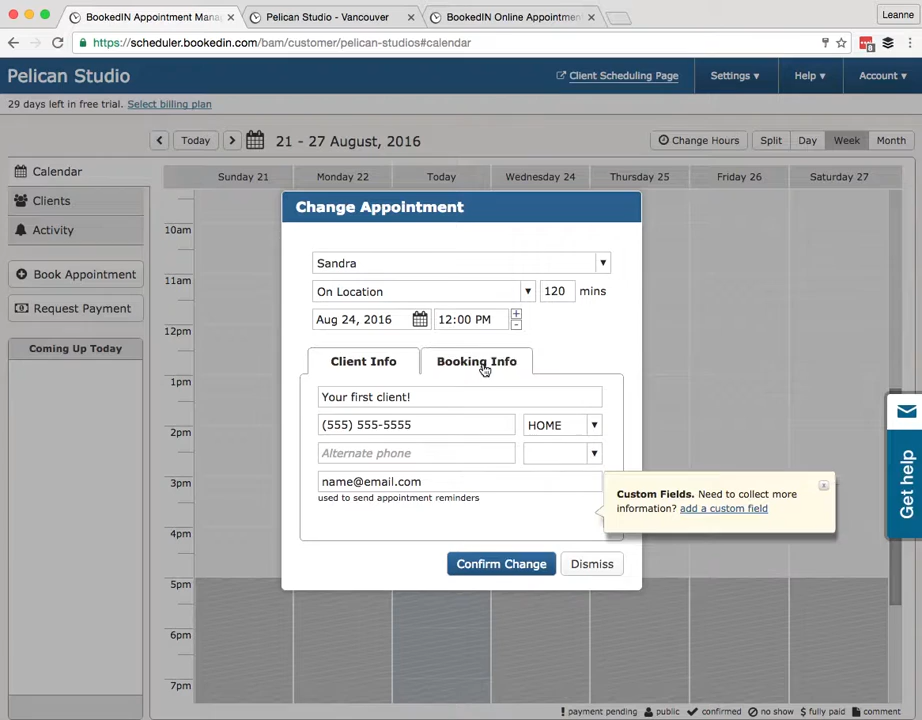 BookedIN Appointment Mana
Pelican Studio - Vancouver
BookedIN Online Appointmen
Leanne
https://scheduler.bookedin.com/bam/customer/pelican-studios#calendar
8
Pelican Studio
Client Scheduling Page
Settings ▾
Help ▾
Account ▾
29 days left in free trial. Select billing plan
Today
21 - 27 August, 2016
Change Hours
Split
Day
Week
Month
Calendar
Clients
Activity
Book Appointment
Request Payment
Coming Up Today
Sunday 21
Monday 22
Today
Wednesday 24
Thursday 25
Friday 26
Saturday 27
10am
11am
12pm
1pm
2pm
3pm
4pm
5pm
6pm
7pm
Change Appointment
Sandra
On Location
120 mins
Aug 24, 2016
12:00 PM
+
-
Client Info
Booking Info
Your first client!
(555) 555-5555
HOME
Alternate phone
name@email.com
used to send appointment reminders
Custom Fields. Need to collect more
information? add a custom field
x
Confirm Change
Dismiss
Get help
payment pending
public
confirmed
no show
$ fully paid
comment